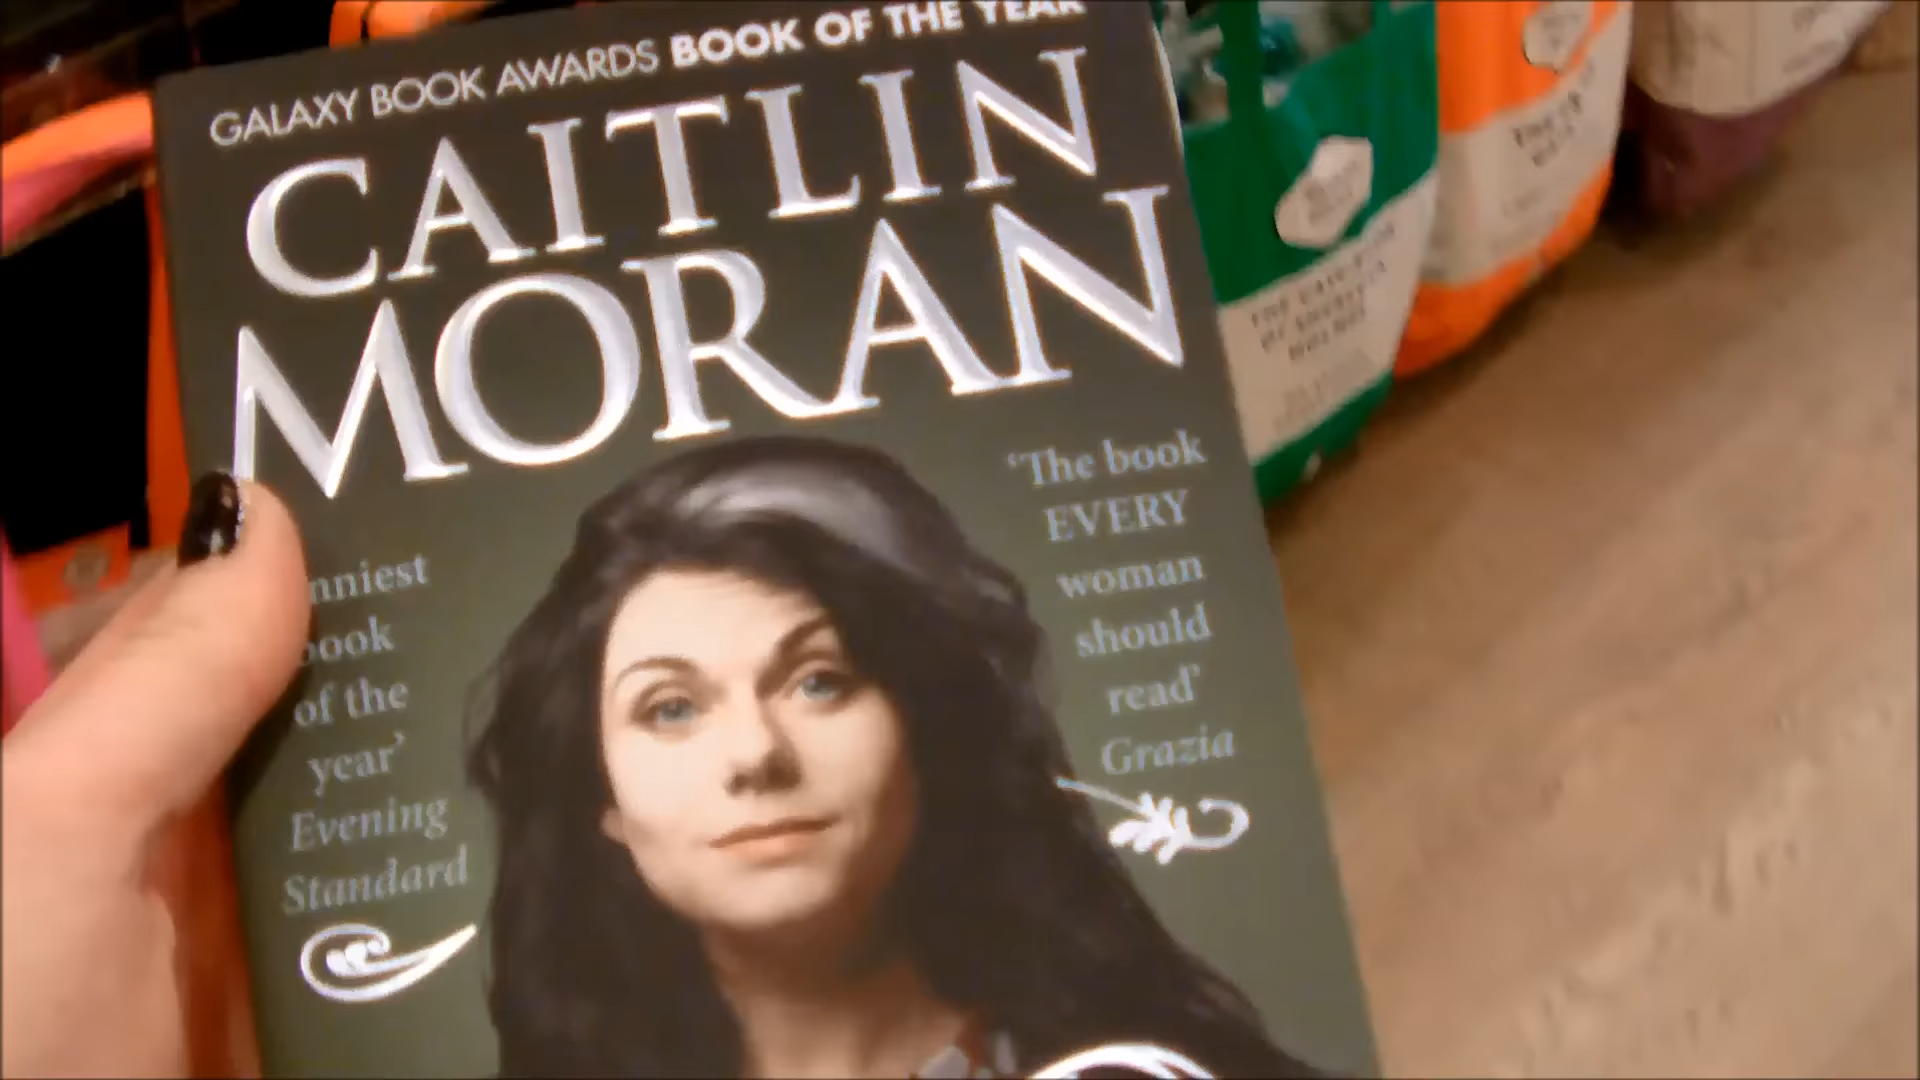 GALAXY BOOK AWARDS BOOK OF THE YEAR
CAITLIN
MORAN
nniest
book
of the
year’
Evening
Standard
‘The book
EVERY
woman
should
read’
Grazia